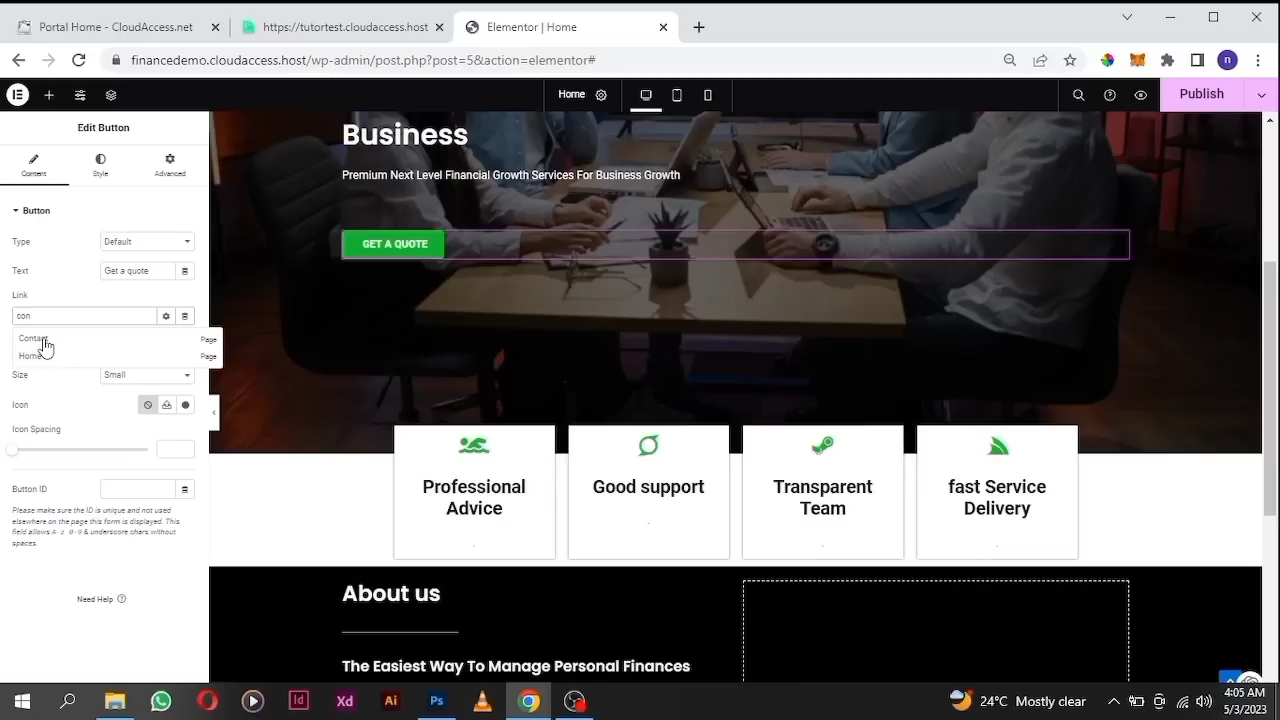 Portal Home - CloudAccess.net
https://tutortest.cloudaccess.host
Elementor | Home
financedemo.cloudaccess.host/wp-admin/post.php?post=5&action=elementor#
n
Home
Publish
Edit Button
Content
Style
Advanced
Button
Type
Default
Text
Get a quote
Link
con
Page
Page
Size
Small
Icon
Icon Spacing
Button ID
Please make sure the ID is unique and not used
elsewhere on the page this form is displayed. This
field allows A-z 0-9 & underscore chars without
spaces.
Need Help
Business
Premium Next Level Financial Growth Services For Business Growth
GET A QUOTE
Professional
Advice
Good support
.
Transparent
Team
fast Service
Delivery
About us
The Easiest Way To Manage Personal Finances
Id
Xd
Ai
Ps
24°C Mostly clear
4:05 AM
5/3/2023